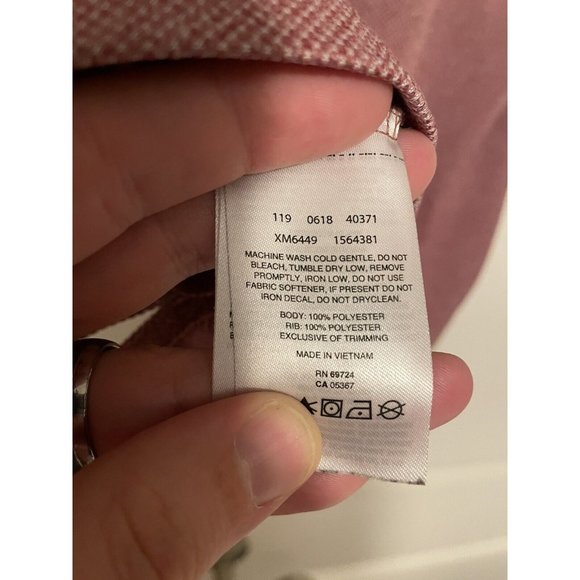 119 0618 40371
XM6449 1564381
MACHINE WASH COLD GENTLE, DO NOT
BLEACH, TUMBLE DRY LOW, REMOVE
PROMPTLY, IRON LOW, DO NOT USE
FABRIC SOFTENER, IF PRESENT DO NOT
IRON DECAL, DO NOT DRYCLEAN.
BODY: 100% POLYESTER
RIB: 100% POLYESTER
EXCLUSIVE OF TRIMMING
MADE IN VIETNAM
RN 69724
CA 05367